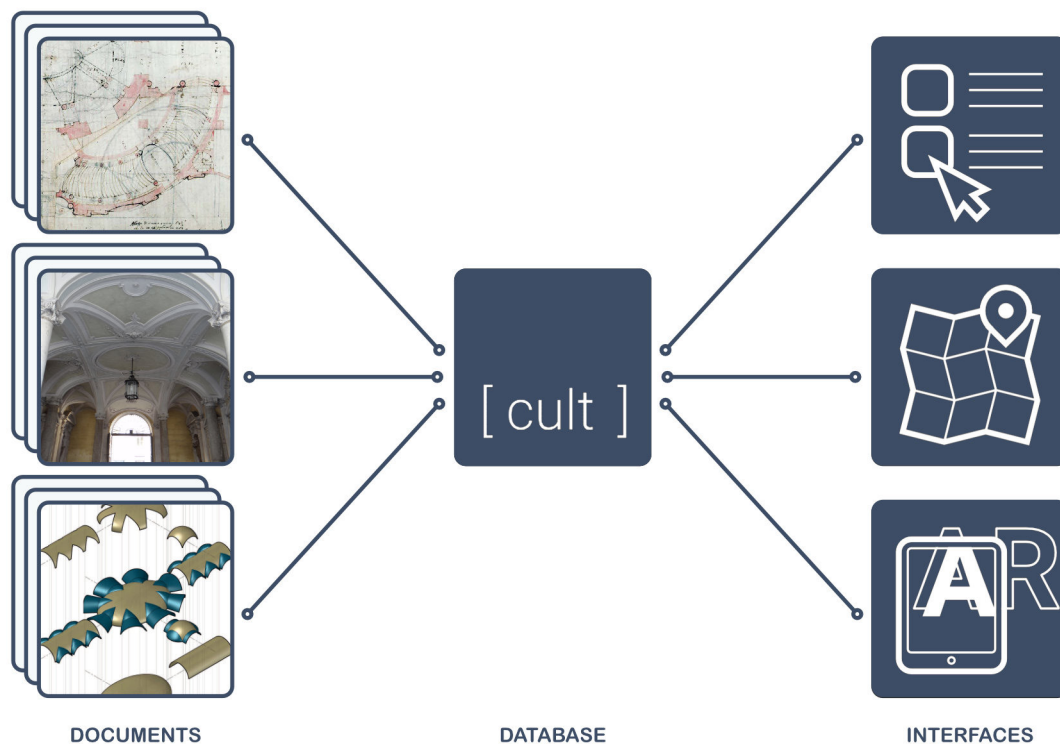 [ cult ]
AR
DOCUMENTS
DATABASE
INTERFACES